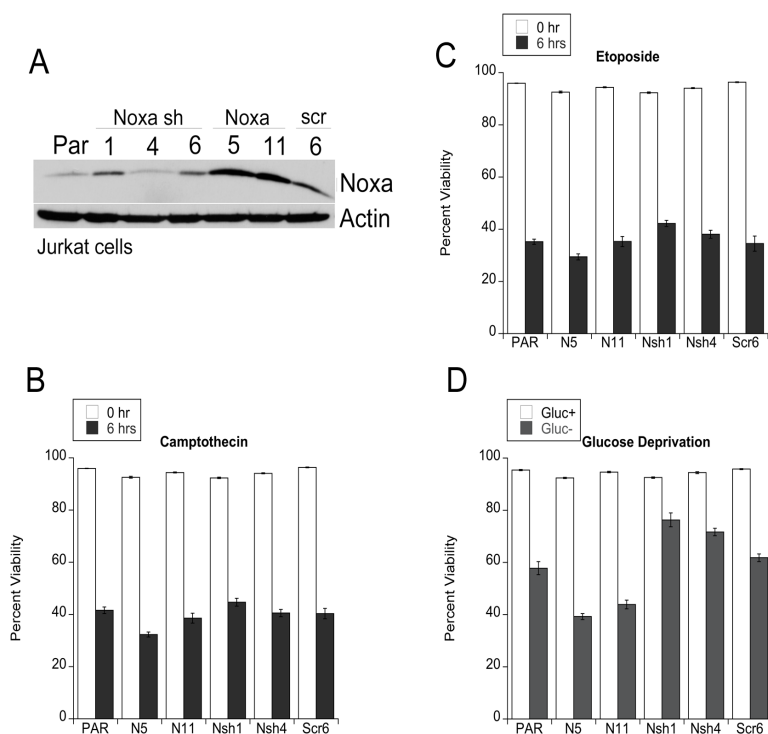 A
Noxa sh Noxa scr
Par 1 4 6 5 11 6
Noxa
Actin
Jurkat cells
B
0 hr
6 hrs
Camptothecin
Percent Viability
100
80
60
40
20
0
PAR N5 N11 Nsh1 Nsh4 Scr6
C
0 hr
6 hrs
Etoposide
Percent Viability
100
80
60
40
20
0
PAR N5 N11 Nsh1 Nsh4 Scr6
D
Gluc+
Gluc-
Glucose Deprivation
Percent Viability
100
80
60
40
20
0
PAR N5 N11 Nsh1 Nsh4 Scr6